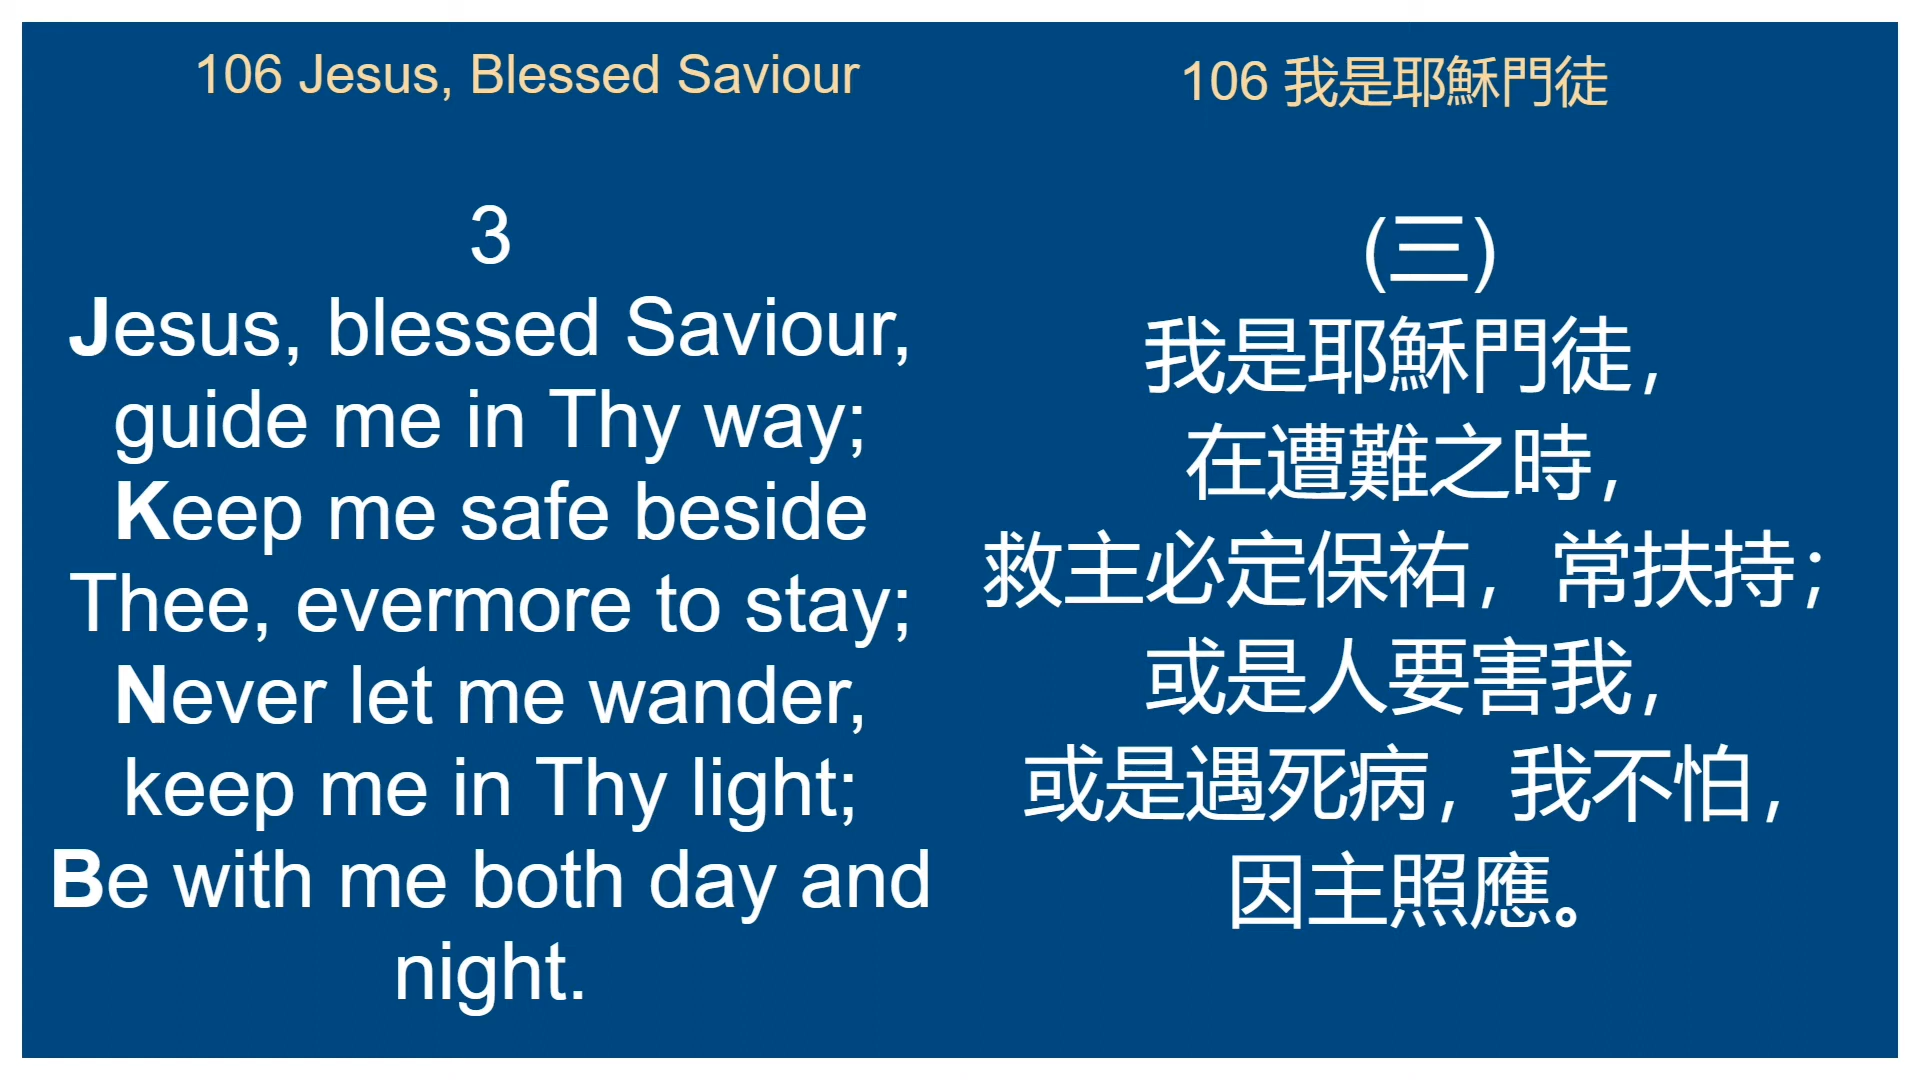 106 Jesus, Blessed Saviour
3
Jesus, blessed Saviour,
guide me in Thy way;
Keep me safe beside
Thee, evermore to stay;
Never let me wander,
keep me in Thy light;
Be with me both day and
night.
106 我是耶穌門徒
(三)
我是耶穌門徒，
在遭難之時，
救主必定保祐，常扶持；
或是人要害我，
或是遇死病，我不怕，
因主照應。